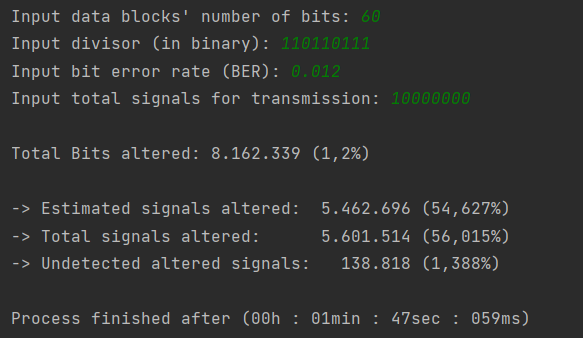 Input data blocks' number of bits: 60
Input divisor (in binary): 110110111
Input bit error rate (BER): 0.012
Input total signals for transmission: 10000000
Total Bits altered: 8.162.339 (1,2%)
-> Estimated signals altered: 5.462.696 (54,627%)
-> Total signals altered: 5.601.514 (56,015%)
-> Undetected altered signals: 138.818 (1,388%)
Process finished after (00h : 01min : 47sec : 059ms)